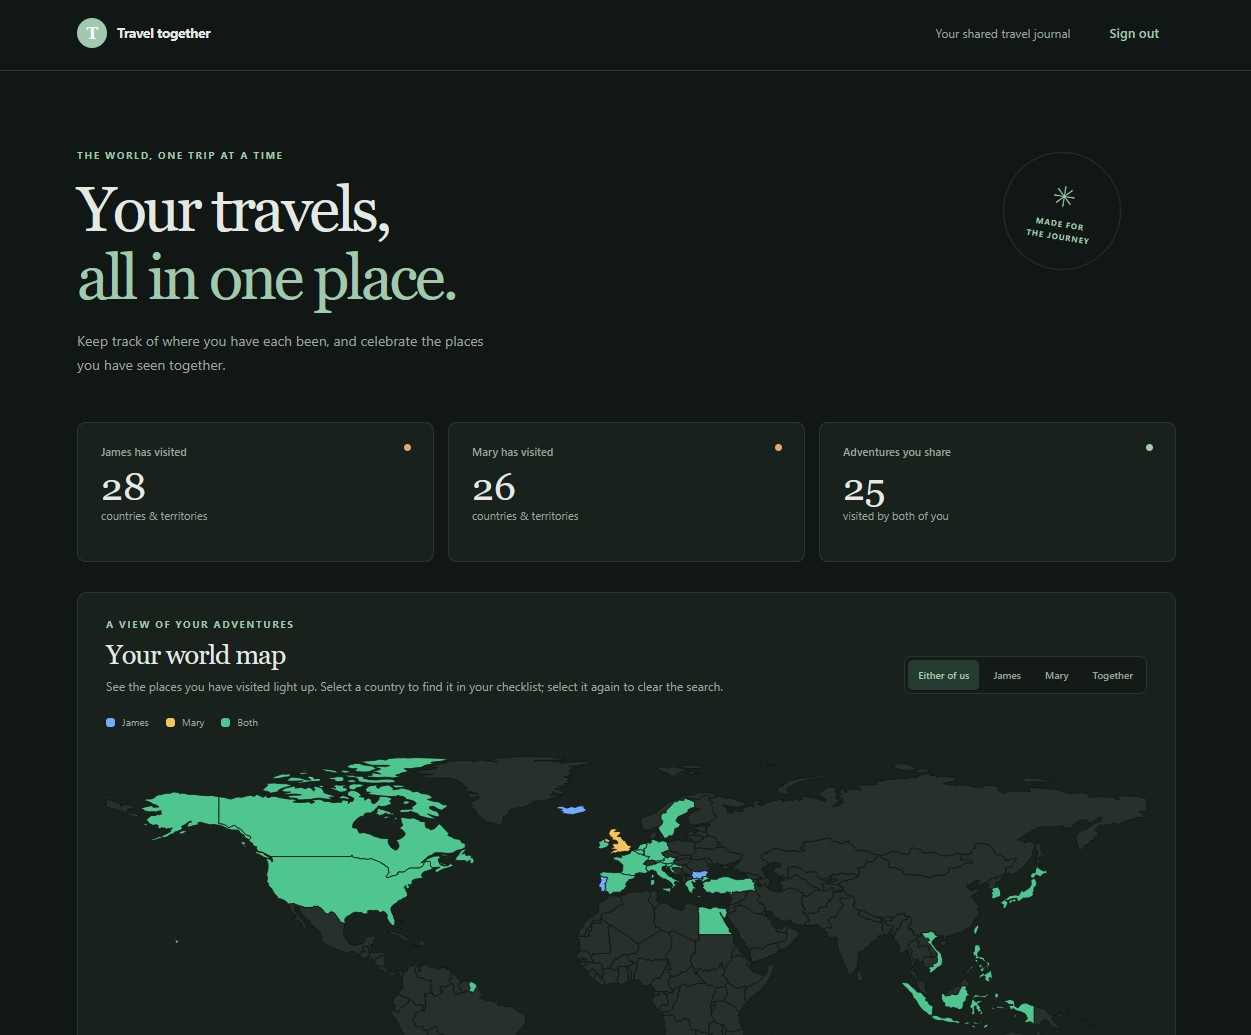 T Travel together
Your shared travel journal
Sign out
THE WORLD, ONE TRIP AT A TIME
Your travels,
all in one place.
Keep track of where you have each been, and celebrate the places
you have seen together.
MADE FOR
THE JOURNEY
James has visited
28
countries & territories
Mary has visited
26
countries & territories
Adventures you share
25
visited by both of you
A VIEW OF YOUR ADVENTURES
Your world map
See the places you have visited light up. Select a country to find it in your checklist; select it again to clear the search.
Either of us James Mary Together
James Mary Both